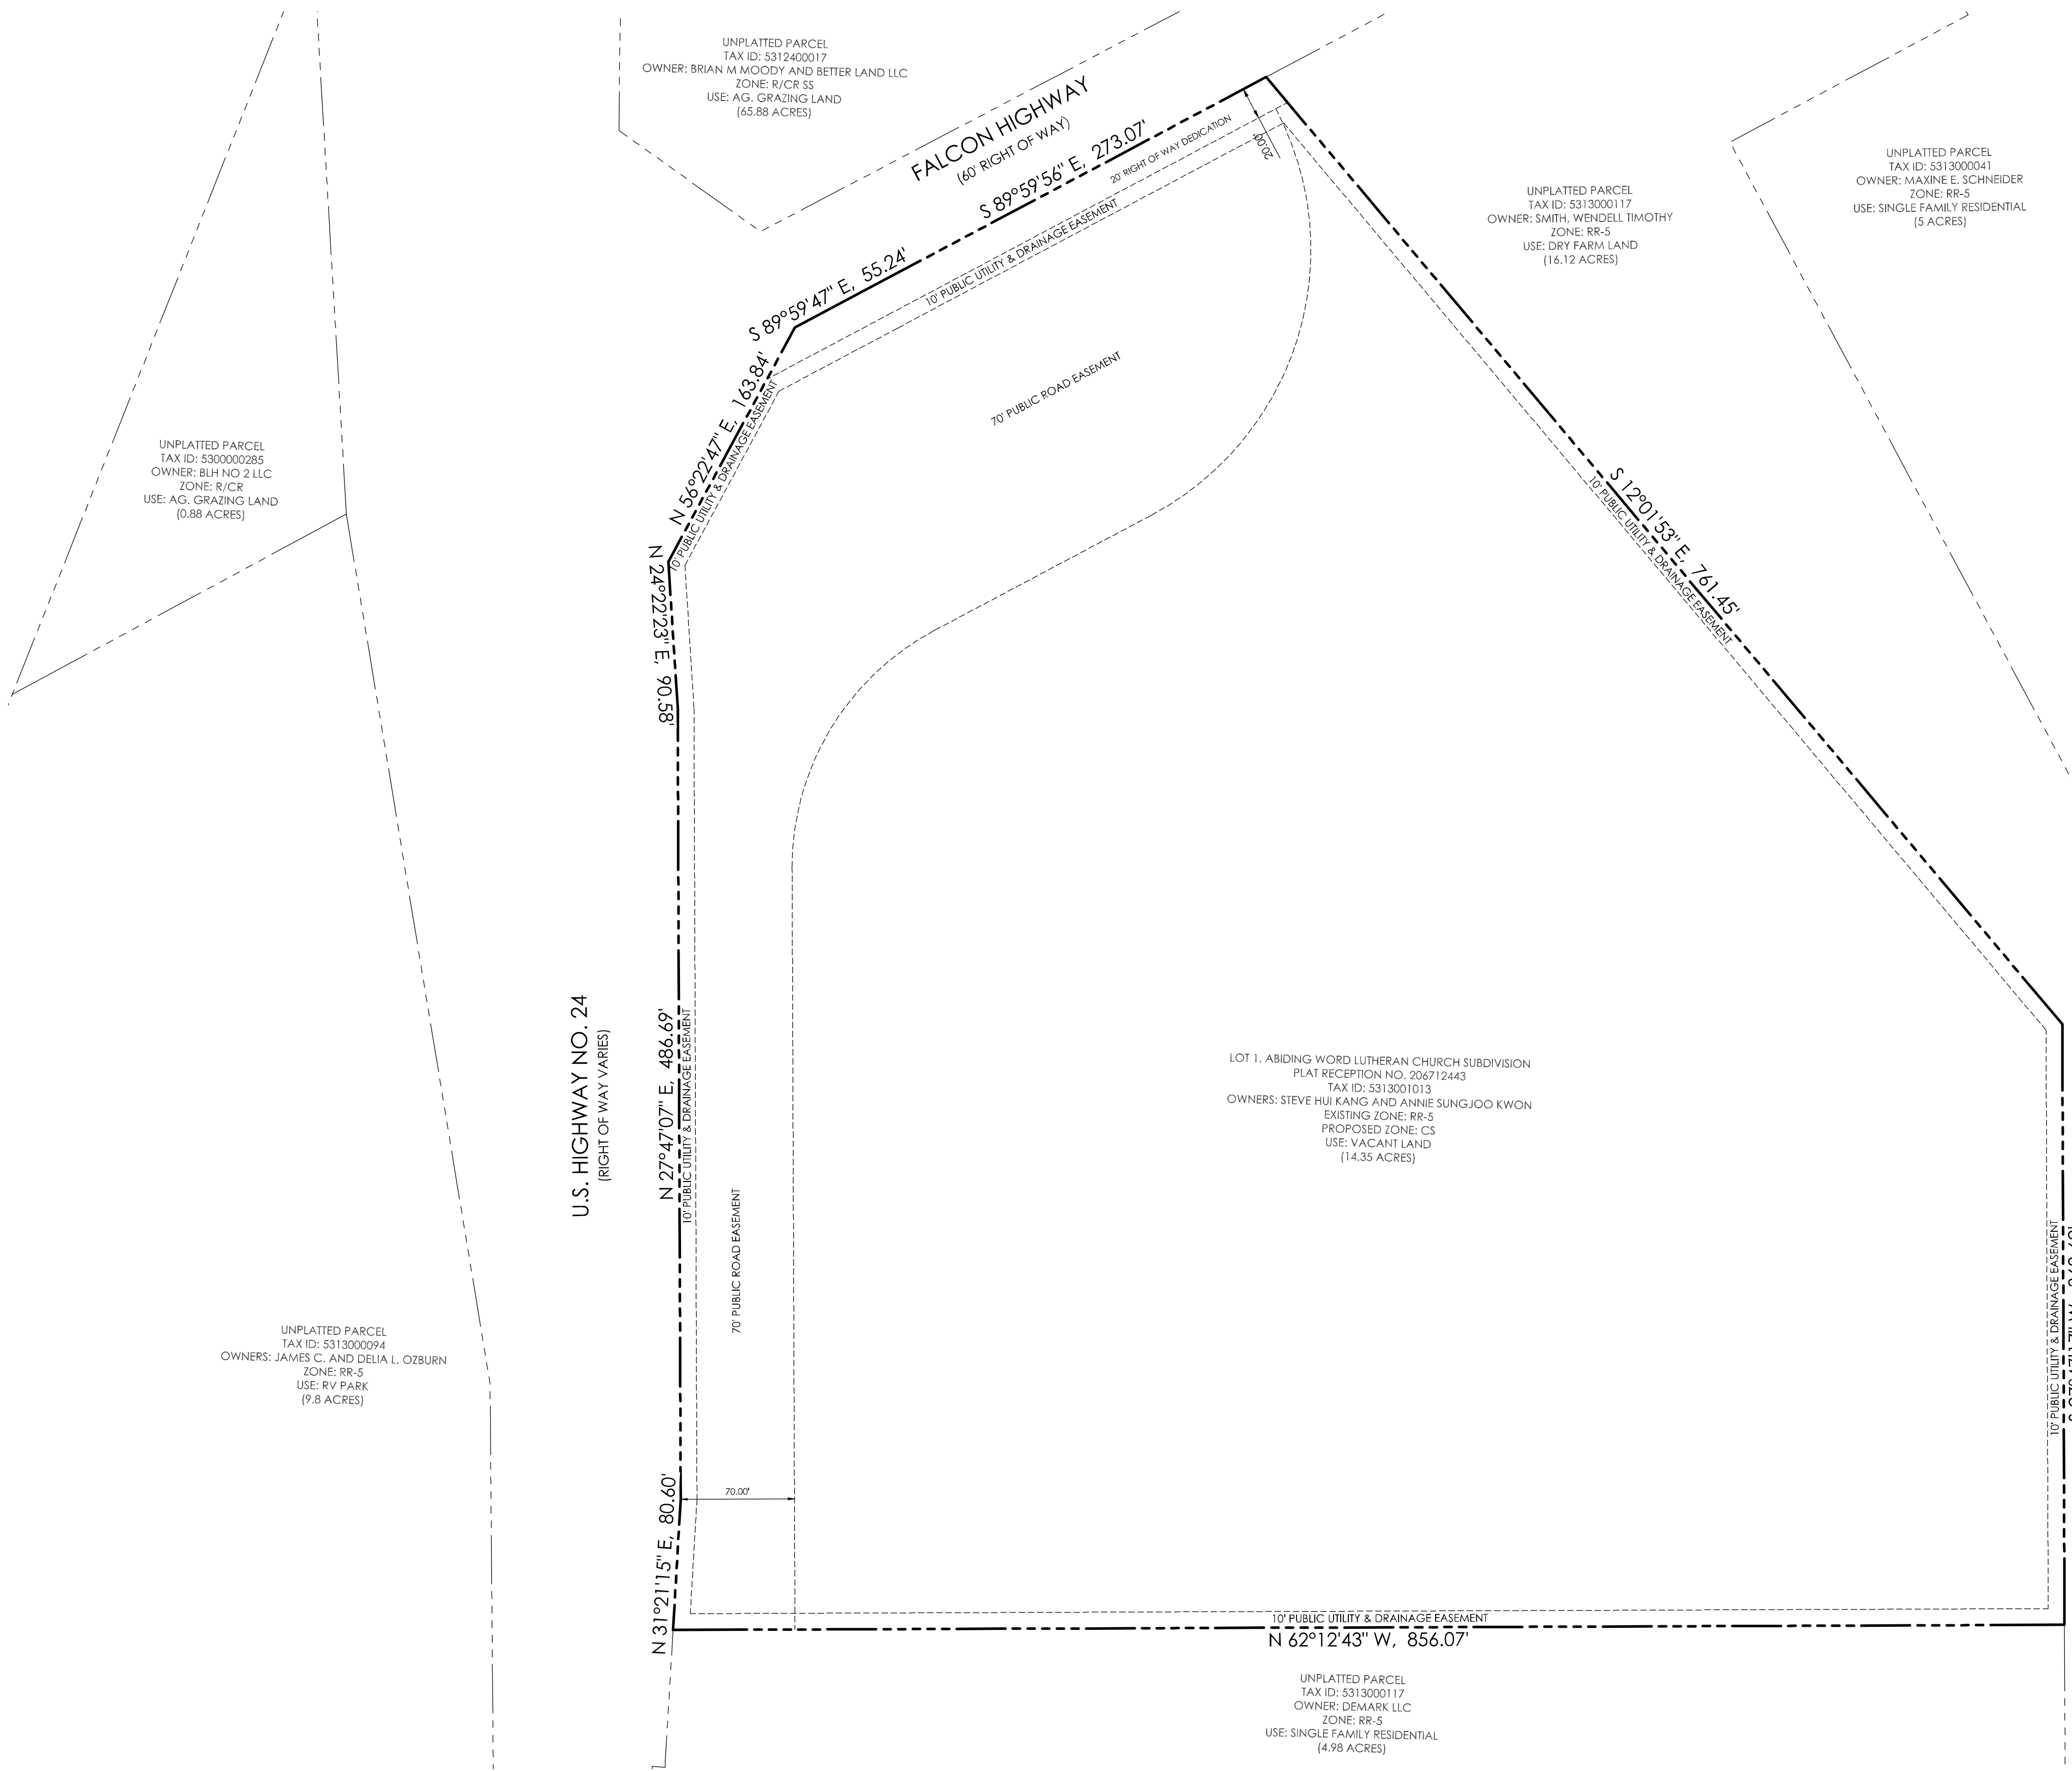 UNPLATTED PARCEL
TAX ID: 5312400017
OWNER: BRIAN M MOODY AND BETTER LAND LLC
ZONE: R/CR SS
USE: AG. GRAZING LAND
(65.88 ACRES)
FALCON HIGHWAY
(60' RIGHT OF WAY)
S 89°59'56" E, 273.07'
20' RIGHT OF WAY DEDICATION
20.00'
10' PUBLIC UTILITY & DRAINAGE EASEMENT
S 89°59'47" E, 55.24'
UNPLATTED PARCEL
TAX ID: 5313000117
OWNER: SMITH, WENDELL TIMOTHY
ZONE: RR-5
USE: DRY FARM LAND
(16.12 ACRES)
UNPLATTED PARCEL
TAX ID: 5313000041
OWNER: MAXINE E. SCHNEIDER
ZONE: RR-5
USE: SINGLE FAMILY RESIDENTIAL
(5 ACRES)
70' PUBLIC ROAD EASEMENT
N 56°22'47" E, 163.84'
10' PUBLIC UTILITY & DRAINAGE EASEMENT
UNPLATTED PARCEL
TAX ID: 5300000285
OWNER: BLH NO 2 LLC
ZONE: R/CR
USE: AG. GRAZING LAND
(0.88 ACRES)
N 24°22'23" E, 90.58'
S 12°01'53" E, 761.45'
10' PUBLIC UTILITY & DRAINAGE EASEMENT
U.S. HIGHWAY NO. 24
(RIGHT OF WAY VARIES)
N 27°47'07" E, 486.69'
10' PUBLIC UTILITY & DRAINAGE EASEMENT
70' PUBLIC ROAD EASEMENT
LOT 1, ABIDING WORD LUTHERAN CHURCH SUBDIVISION
PLAT RECEPTION NO. 206712443
TAX ID: 5313001013
OWNERS: STEVE HUI KANG AND ANNIE SUNGJOO KWON
EXISTING ZONE: RR-5
PROPOSED ZONE: CS
USE: VACANT LAND
(14.35 ACRES)
10' PUBLIC UTILITY & DRAINAGE EASEMENT
UNPLATTED PARCEL
TAX ID: 5313000094
OWNERS: JAMES C. AND DELIA L. OZBURN
ZONE: RR-5
USE: RV PARK
(9.8 ACRES)
N 31°21'15" E, 80.60'
70.00'
10' PUBLIC UTILITY & DRAINAGE EASEMENT
N 62°12'43" W, 856.07'
UNPLATTED PARCEL
TAX ID: 5313000117
OWNER: DEMARK LLC
ZONE: RR-5
USE: SINGLE FAMILY RESIDENTIAL
(4.98 ACRES)